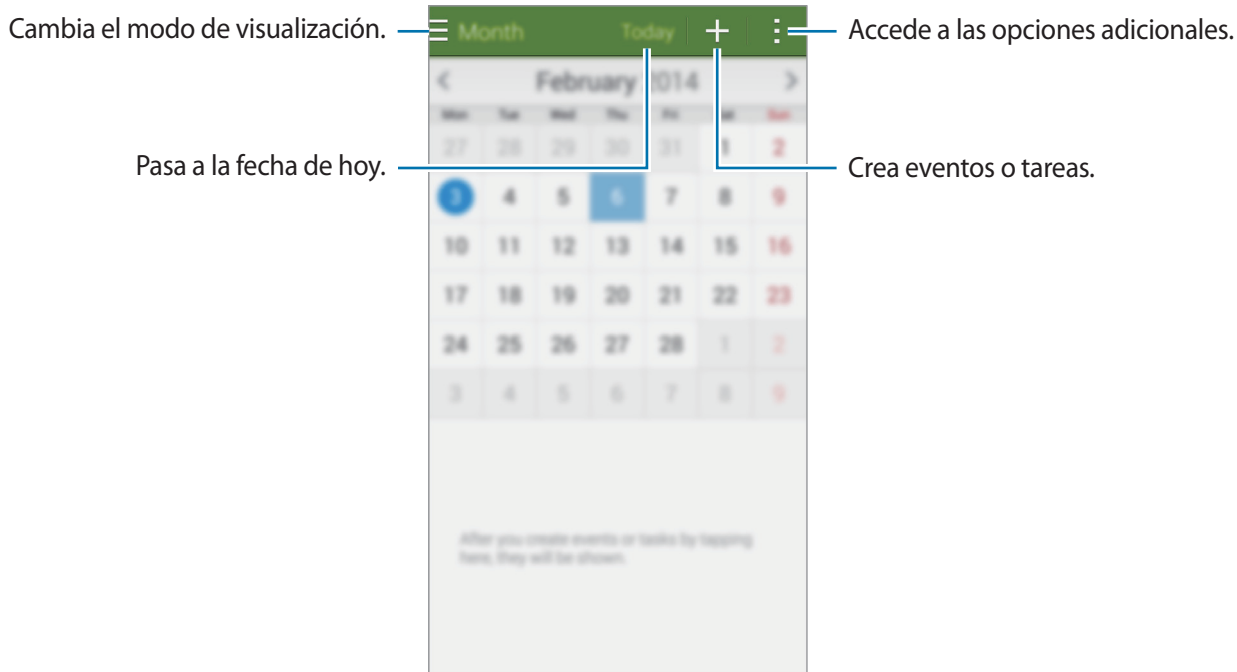 Cambia el modo de visualización.
Month Today
Accede a las opciones adicionales.
February 2014
Mon Tue Wed Thu Fri Sat Sun
27 28 29 30 31 1 2
Pasa a la fecha de hoy.
Crea eventos o tareas.
3 4 5 6 7 8 9
10 11 12 13 14 15 16
17 18 19 20 21 22 23
24 25 26 27 28 1 2
3 4 5 6 7 8 9
After you create events or tasks by tapping
here, they will be shown.